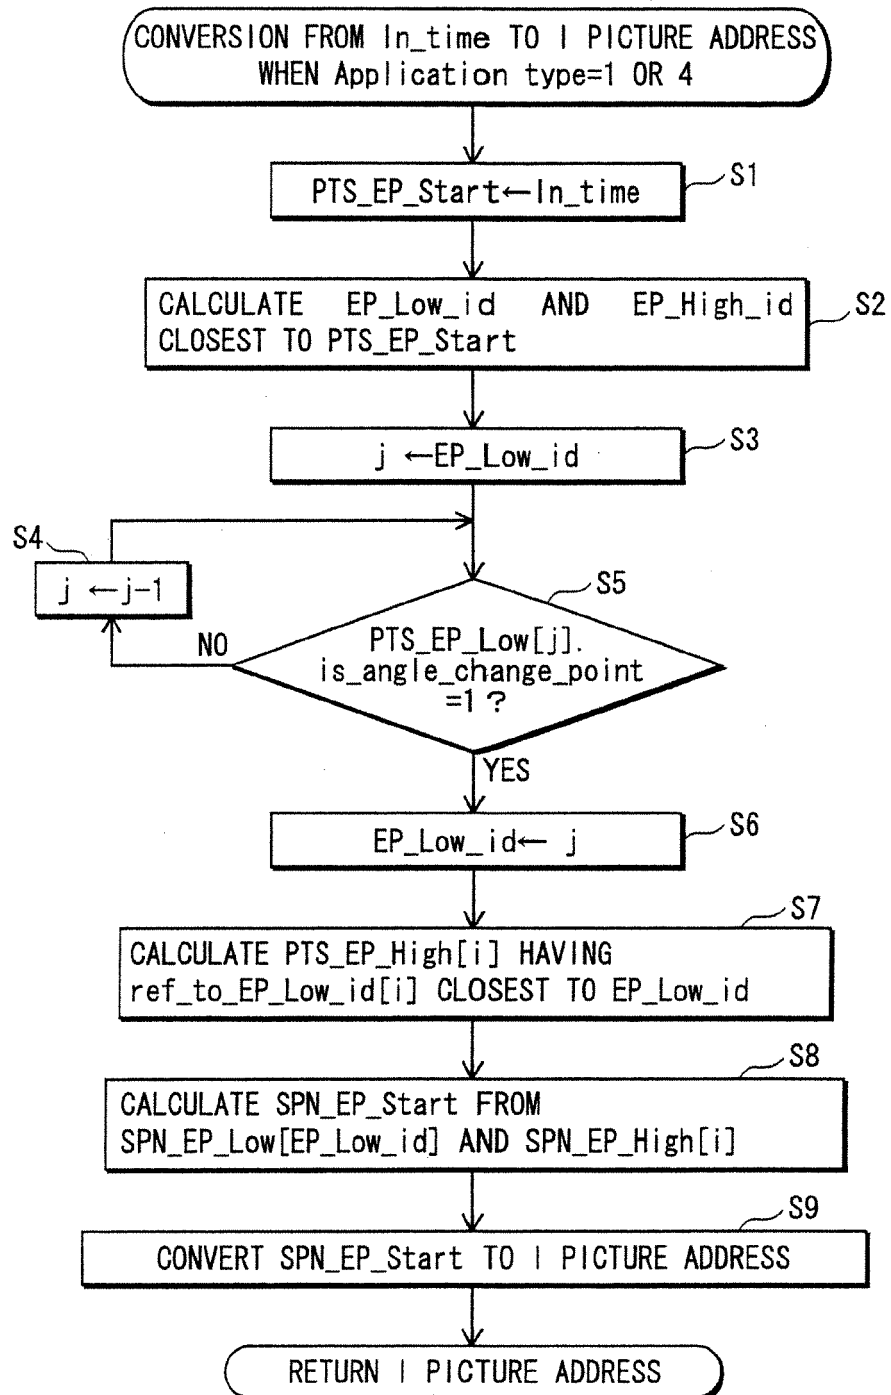 CONVERSION FROM In_time TO I PICTURE ADDRESS
WHEN Application type=1 OR 4
PTS_EP_Start←In_time
S1
CALCULATE EP_Low_id AND EP_High_id
CLOSEST TO PTS_EP_Start
S2
j ←EP_Low_id
S3
S4
j ←j-1
S5
NO
PTS_EP_Low[j].
is_angle_change_point
=1 ?
YES
EP_Low_id← j
S6
S7
CALCULATE PTS_EP_High[i] HAVING
ref_to_EP_Low_id[i] CLOSEST TO EP_Low_id
S8
CALCULATE SPN_EP_Start FROM
SPN_EP_Low[EP_Low_id] AND SPN_EP_High[i]
S9
CONVERT SPN_EP_Start TO I PICTURE ADDRESS
RETURN I PICTURE ADDRESS